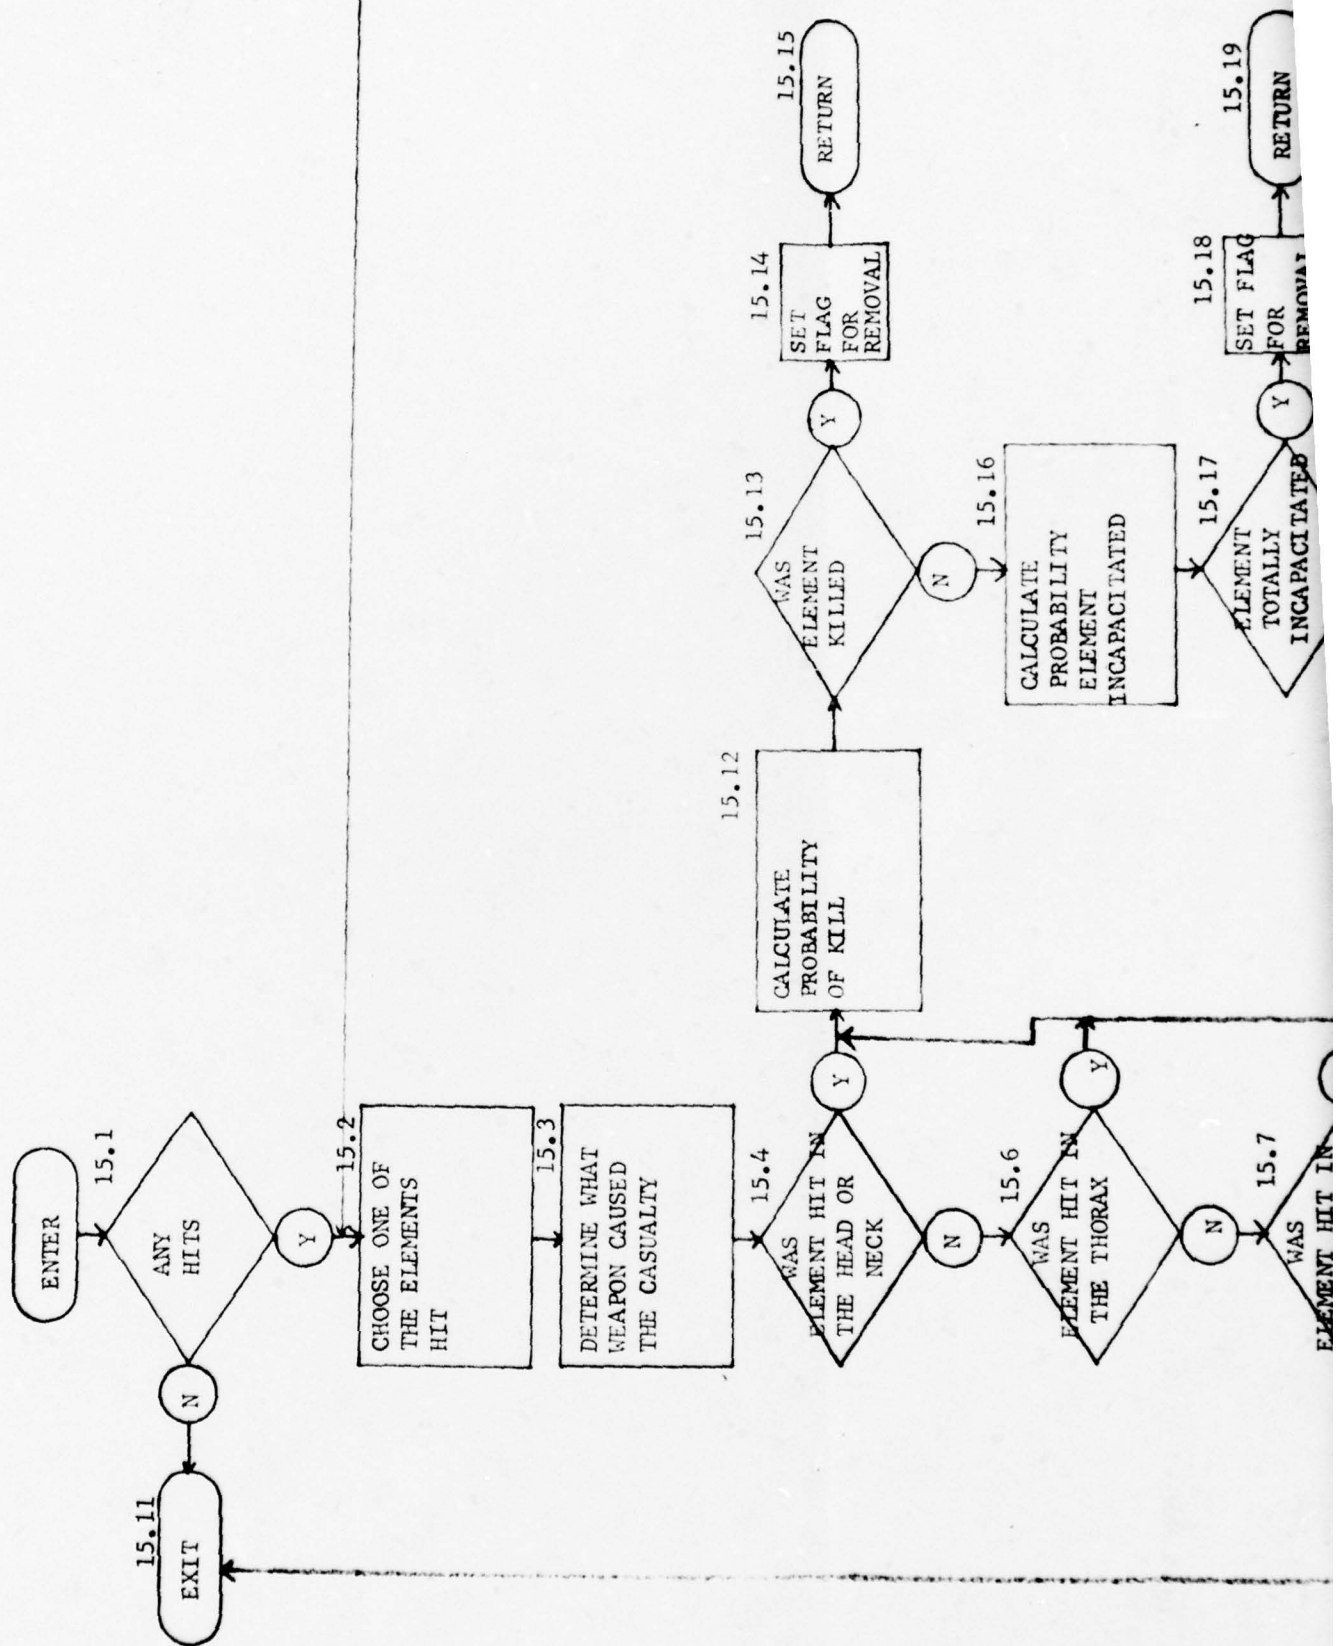 ENTER
15.1
ANY
HITS
N
15.11
EXIT
Y
15.2
CHOOSE ONE OF
THE ELEMENTS
HIT
15.3
DETERMINE WHAT
WEAPON CAUSED
THE CASUALTY
15.4
WAS
ELEMENT HIT IN
THE HEAD OR
NECK
Y
N
15.6
WAS
ELEMENT HIT IN
THE THORAX
Y
N
15.7
WAS
ELEMENT HIT IN
15.12
CALCULATE
PROBABILITY
OF KILL
15.13
WAS
ELEMENT
KILLED
Y
15.14
SET
FLAG
FOR
REMOVAL
15.15
RETURN
N
15.16
CALCULATE
PROBABILITY
ELEMENT
INCAPACITATED
15.17
ELEMENT
TOTALLY
INCAPACITATED
Y
15.18
SET FLAG
FOR
REMOVAL
15.19
RETURN